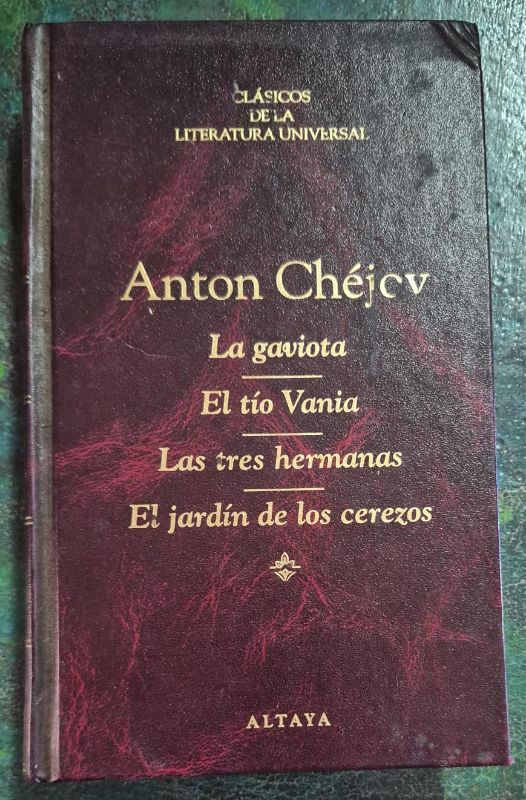 CLÁSICOS
DE LA
LITERATURA UNIVERSAL
Anton Chéjov
La gaviota
El tío Vania
Las tres hermanas
El jardín de los cerezos
ALTAYA